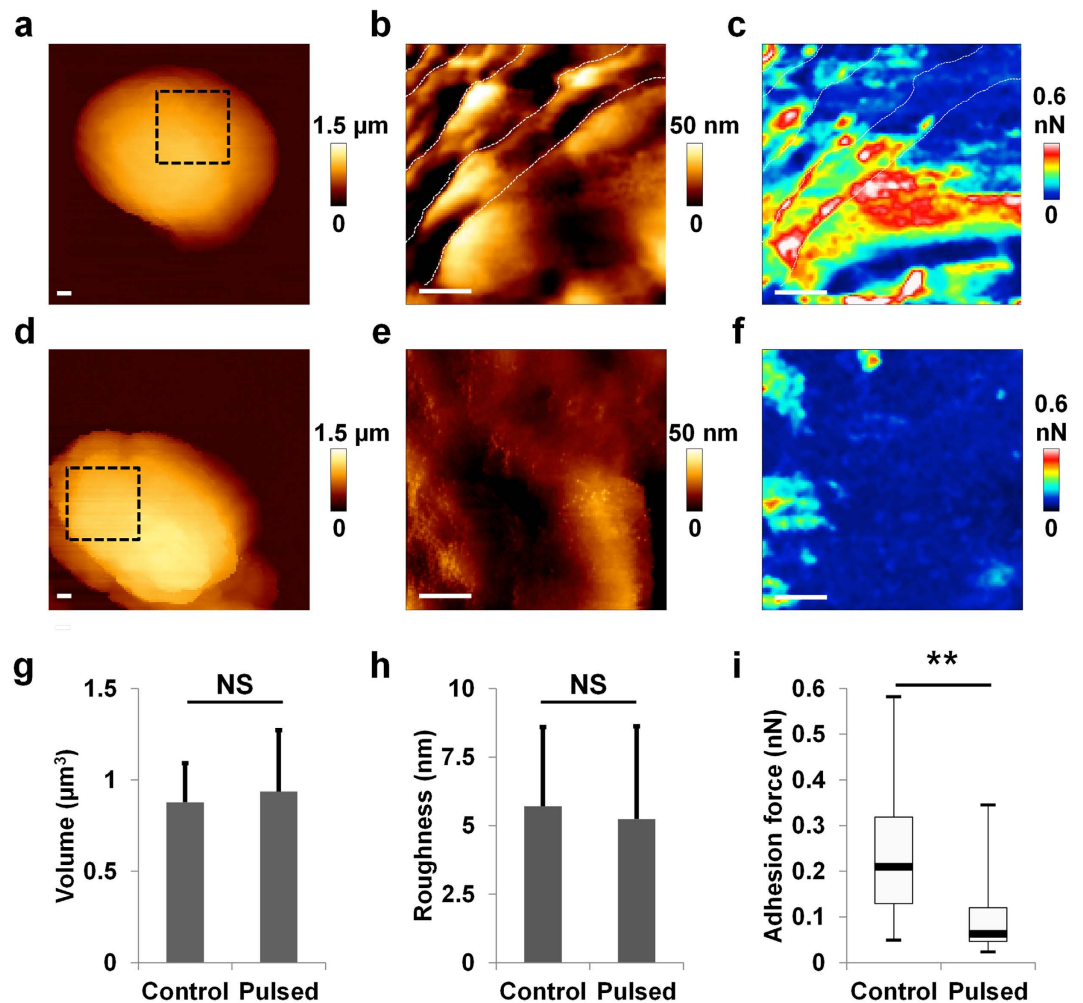 a
1.5 µm
0
b
50 nm
0
c
0.6
nN
0
d
1.5 µm
0
e
50 nm
0
f
0.6
nN
0
g
NS
Volume (µm³)
1.5
1
0.5
0
Control Pulsed
h
NS
Roughness (nm)
10
7.5
5
2.5
0
Control Pulsed
i
**
Adhesion force (nN)
0.6
0.5
0.4
0.3
0.2
0.1
0
Control Pulsed